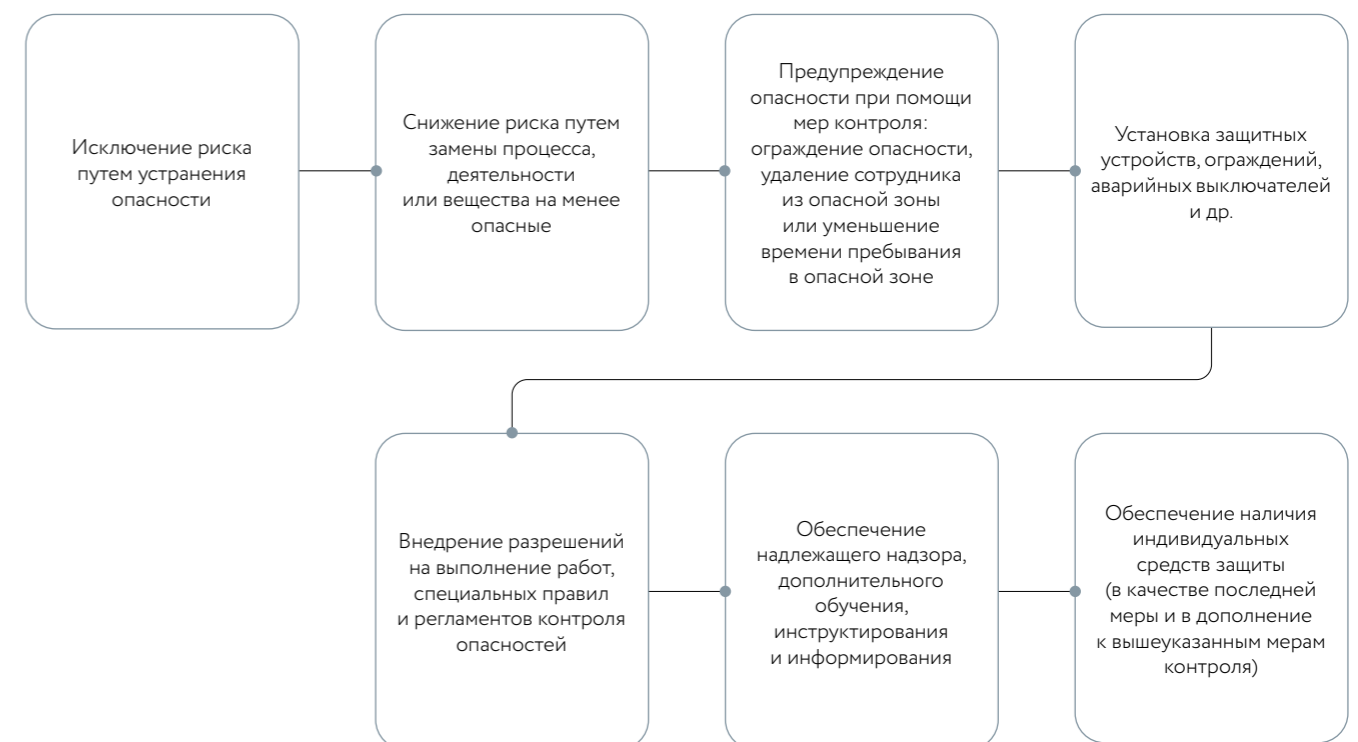 Исключение риска
путем устранения
опасности
Снижение риска путем
замены процесса,
деятельности
или вещества на менее
опасные
Предупреждение
опасности при помощи
мер контроля:
ограждение опасности,
удаление сотрудника
из опасной зоны
или уменьшение
времени пребывания
в опасной зоне
Установка защитных
устройств, ограждений,
аварийных выключателей
и др.
Внедрение разрешений
на выполнение работ,
специальных правил
и регламентов контроля
опасностей
Обеспечение
надлежащего надзора,
дополнительного
обучения,
инструктирования
и информирования
Обеспечение наличия
индивидуальных
средств защиты
(в качестве последней
меры и в дополнение
к вышеуказанным мерам
контроля)